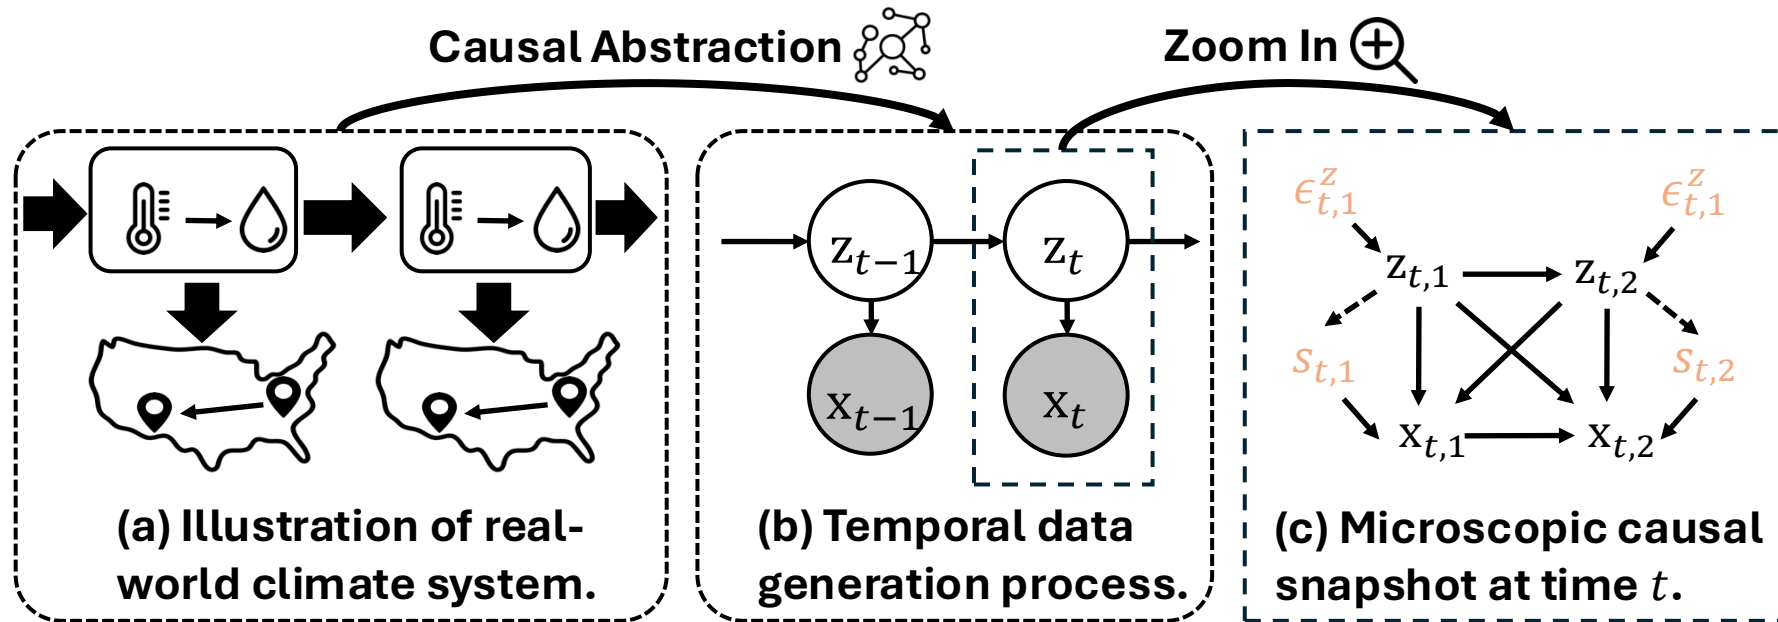 Causal Abstraction
Zoom In
z_{t-1}
z_t
x_{t-1}
x_t
ϵ^z_{t,1}
ϵ^z_{t,1}
z_{t,1}
z_{t,2}
s_{t,1}
s_{t,2}
x_{t,1}
x_{t,2}
(a) Illustration of real-
world climate system.
(b) Temporal data
generation process.
(c) Microscopic causal
snapshot at time t.